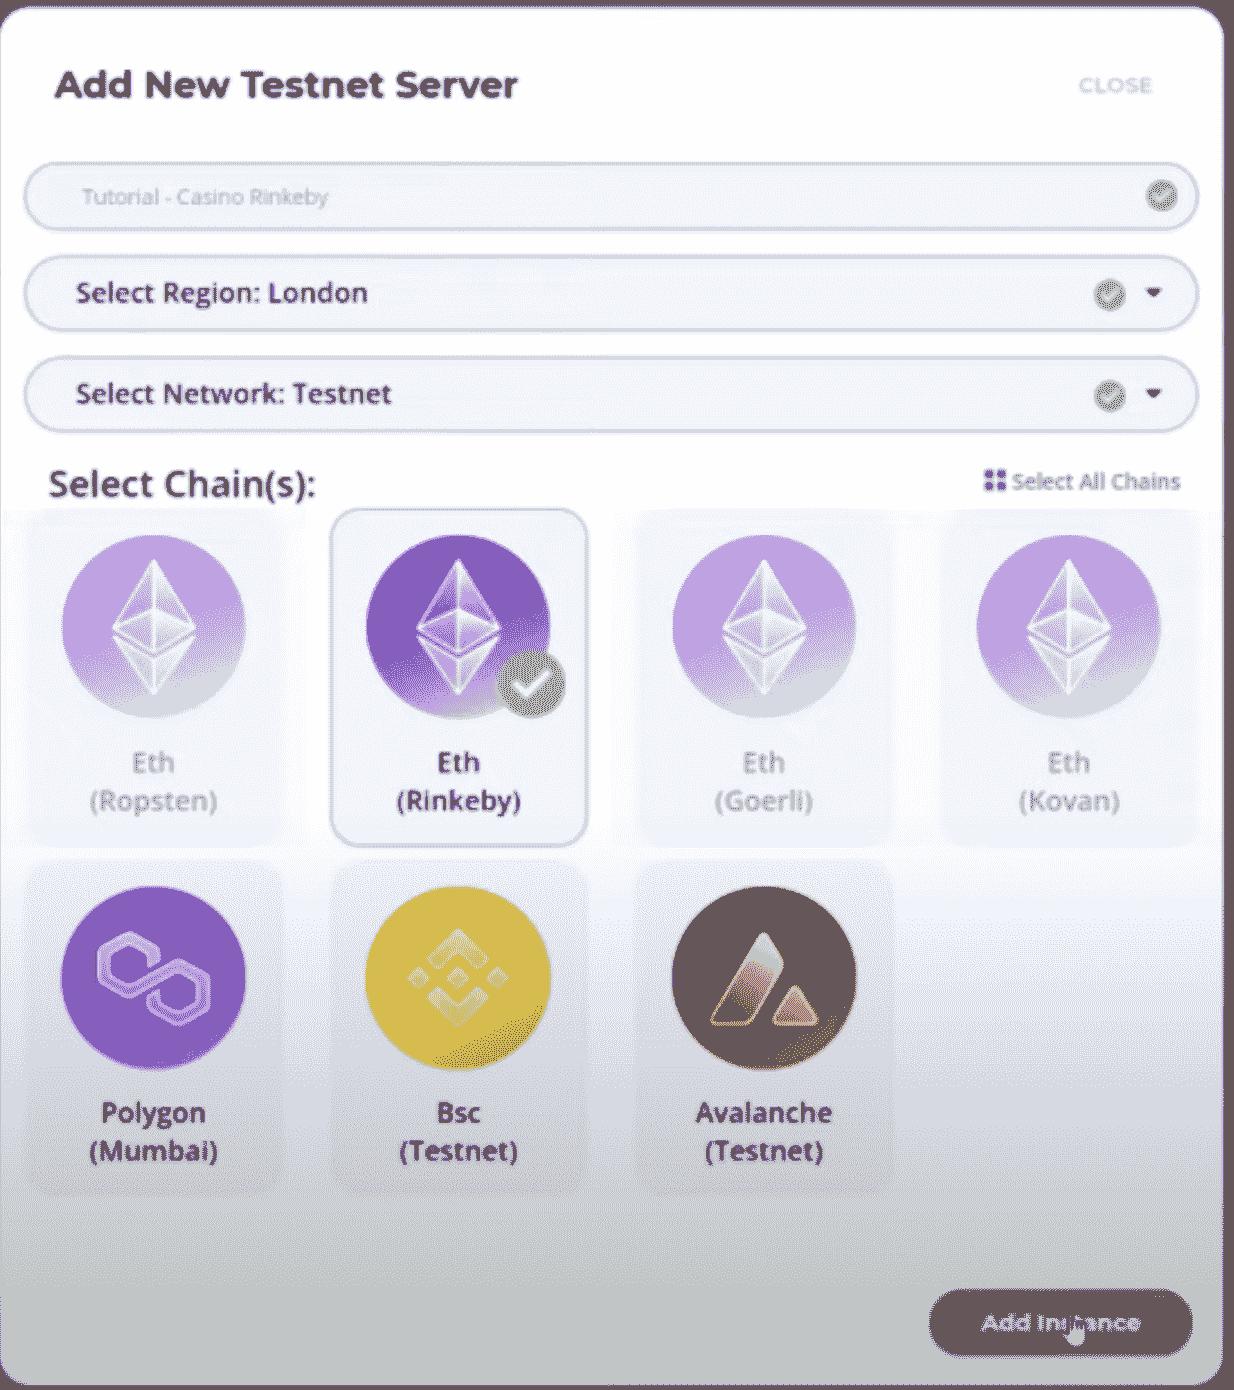 Add New Testnet Server
CLOSE
Tutorial - Casino Rinkeby
Select Region: London
Select Network: Testnet
Select Chain(s):
Select All Chains
Eth
(Ropsten)
Eth
(Rinkeby)
Eth
(Goerli)
Eth
(Kovan)
Polygon
(Mumbai)
Bsc
(Testnet)
Avalanche
(Testnet)
Add Instance